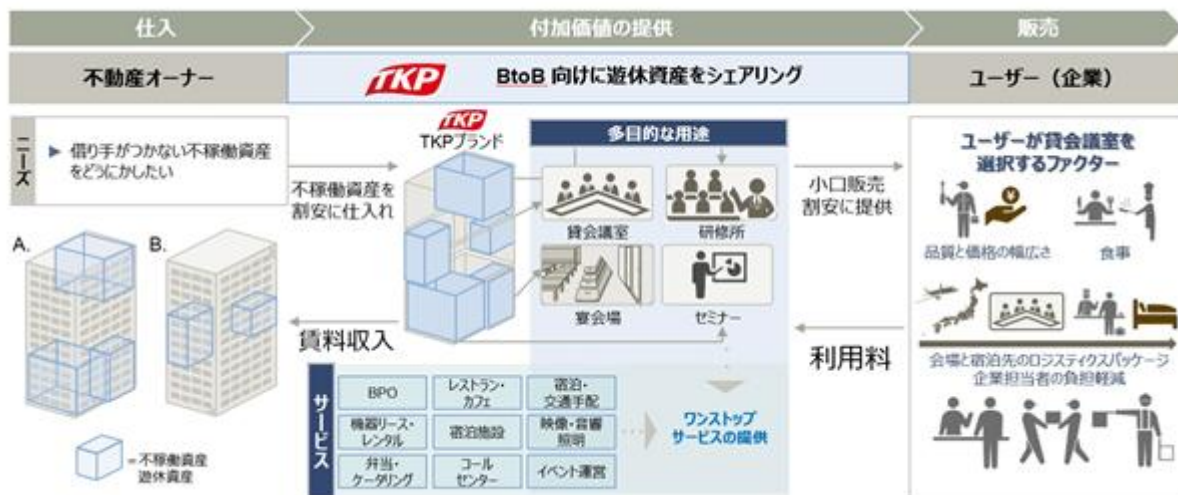 仕入
付加価値の提供
販売
不動産オーナー
TKP
BtoB 向けに遊休資産をシェアリング
ユーザー（企業）
ニーズ
▶ 借り手がつかない不稼働資産
をどうにかしたい
A.
B.
=不稼働資産
遊休資産
不稼働資産を
割安に仕入れ
賃料収入
TKP
TKPブランド
多目的な用途
貸会議室
研修所
宴会場
セミナー
小口販売
割安に提供
利用料
サービス
BPO
レストラン・
カフェ
宿泊・
交通手配
機器リース・
レンタル
宿泊施設
映像・音響
照明
弁当・
ケータリング
コール
センター
イベント運営
ワンストップ
サービスの提供
ユーザーが貸会議室を
選択するファクター
品質と価格の幅広さ
食事
会場と宿泊先のロジスティクスパッケージ
企業担当者の負担軽減